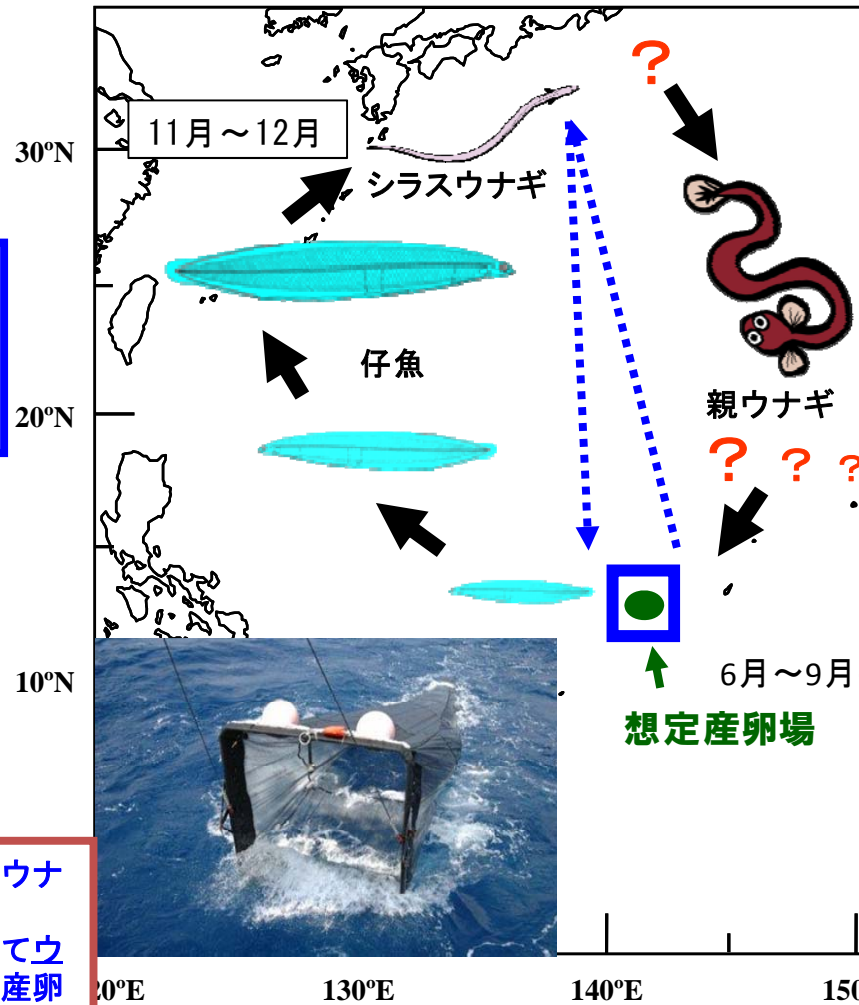 ?
11月～12月
30ºN
シラスウナギ
仔魚
親ウナギ
20ºN
? ? ?
10ºN
6月～9月
想定産卵場
ウナ
てウ
産卵
20ºE
130ºE
140ºE
150